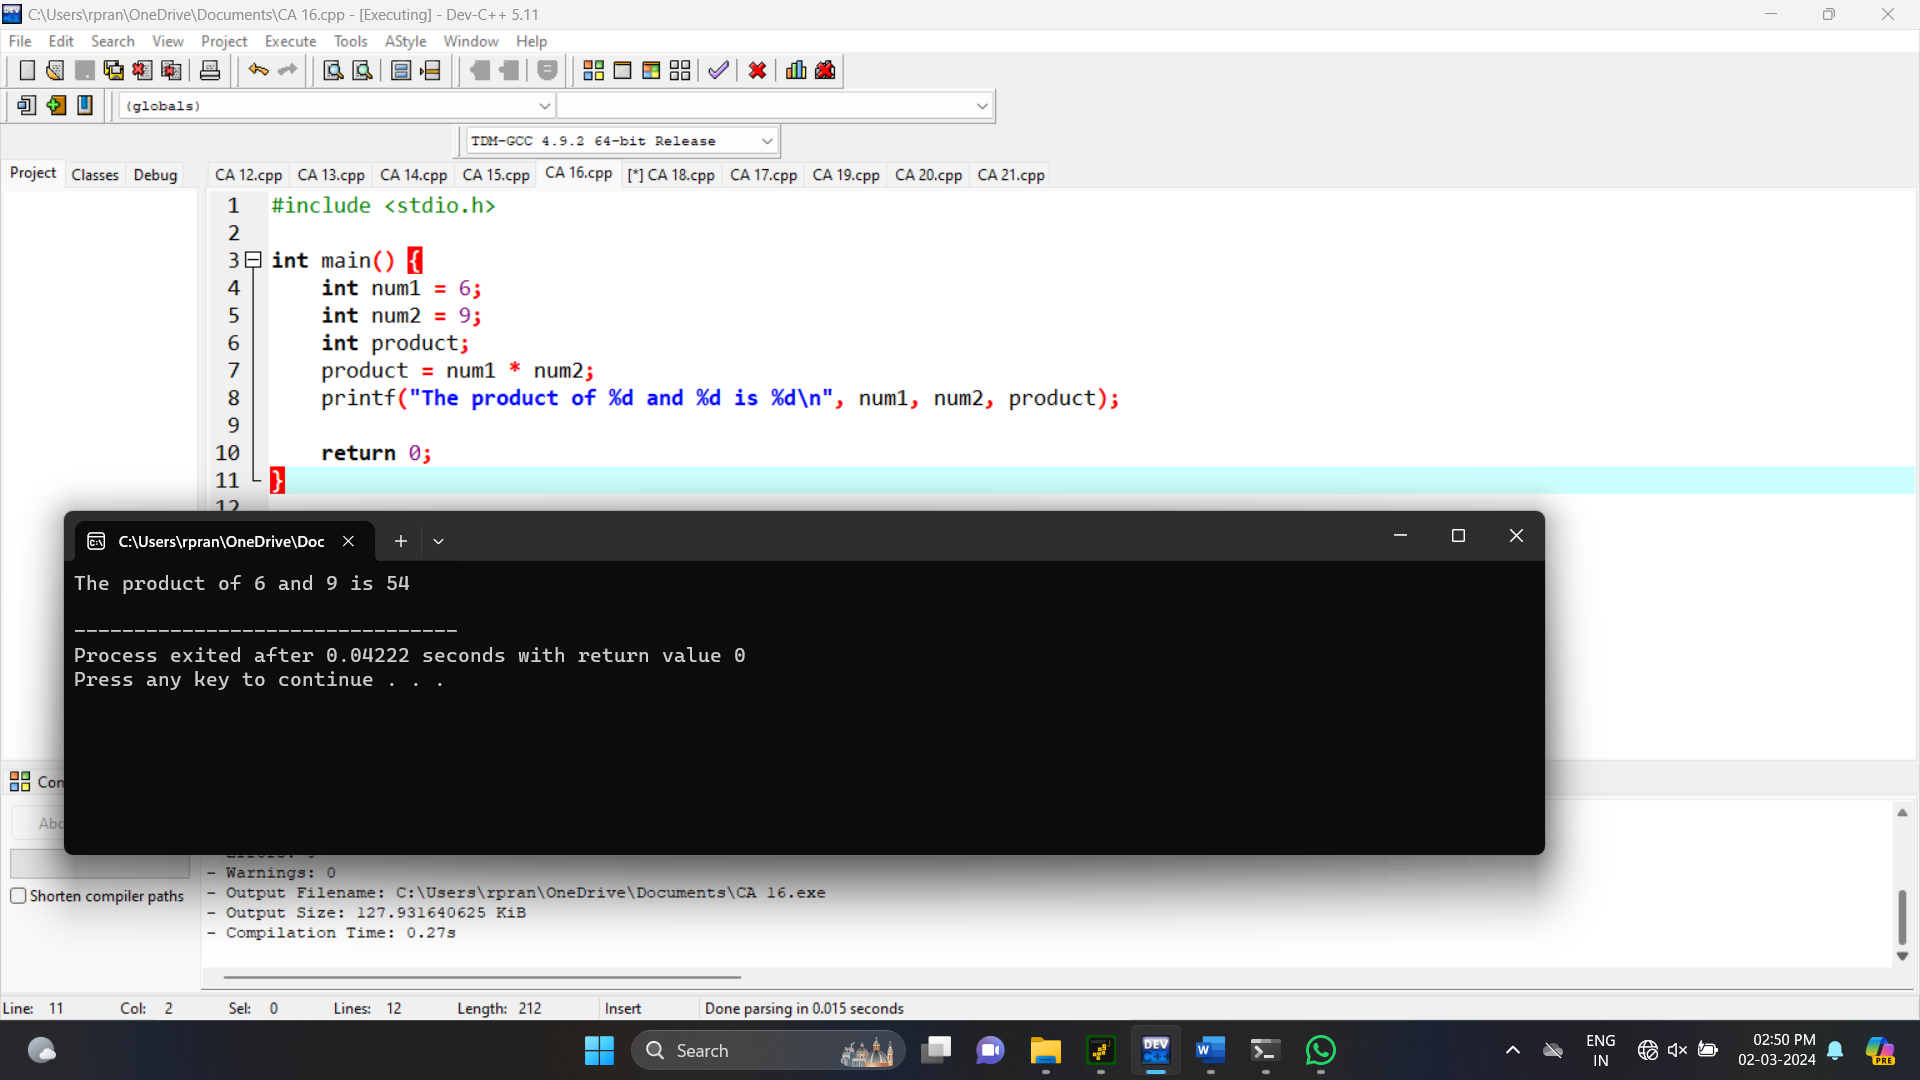 C:\Users\rpran\OneDrive\Documents\CA 16.cpp - [Executing] - Dev-C++ 5.11
File Edit Search View Project Execute Tools AStyle Window Help
(globals)
TDM-GCC 4.9.2 64-bit Release
Project Classes Debug
CA 12.cpp CA 13.cpp CA 14.cpp CA 15.cpp CA 16.cpp [*] CA 18.cpp CA 17.cpp CA 19.cpp CA 20.cpp CA 21.cpp
1 #include <stdio.h>
2
3 int main() {
4 int num1 = 6;
5 int num2 = 9;
6 int product;
7 product = num1 * num2;
8 printf("The product of %d and %d is %d\n", num1, num2, product);
9
10 return 0;
11 }
12
C:\Users\rpran\OneDrive\Doc
The product of 6 and 9 is 54
--------------------------------
Process exited after 0.04222 seconds with return value 0
Press any key to continue . . .
Com
Abo
- Errors: 0
- Warnings: 0
- Output Filename: C:\Users\rpran\OneDrive\Documents\CA 16.exe
- Output Size: 127.931640625 KiB
- Compilation Time: 0.27s
Shorten compiler paths
Line: 11 Col: 2 Sel: 0 Lines: 12 Length: 212 Insert Done parsing in 0.015 seconds
Search
DEV
W
PRE
ENG
IN
02:50 PM
02-03-2024